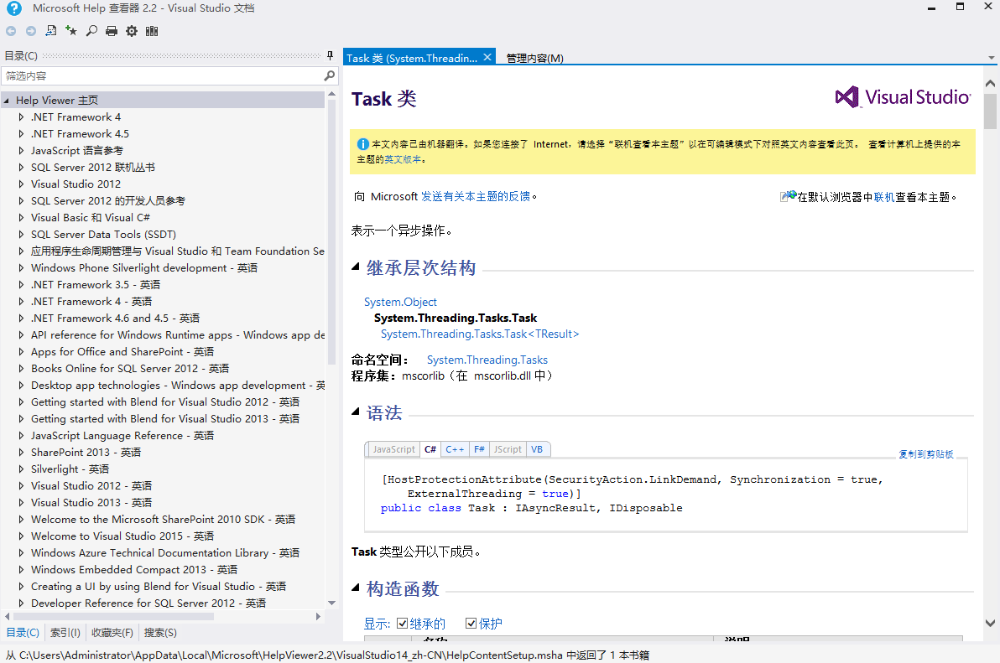 Microsoft Help 查看器 2.2 - Visual Studio 文档
目录(C)
筛选内容
Help Viewer 主页
.NET Framework 4
.NET Framework 4.5
JavaScript 语言参考
SQL Server 2012 联机丛书
Visual Studio 2012
SQL Server 2012 的开发人员参考
Visual Basic 和 Visual C#
SQL Server Data Tools (SSDT)
应用程序生命周期管理与 Visual Studio 和 Team Foundation Se
Windows Phone Silverlight development - 英语
.NET Framework 3.5 - 英语
.NET Framework 4 - 英语
.NET Framework 4.6 and 4.5 - 英语
API reference for Windows Runtime apps - Windows app de
Apps for Office and SharePoint - 英语
Books Online for SQL Server 2012 - 英语
Desktop app technologies - Windows app development - 英
Getting started with Blend for Visual Studio 2012 - 英语
Getting started with Blend for Visual Studio 2013 - 英语
JavaScript Language Reference - 英语
SharePoint 2013 - 英语
Silverlight - 英语
Visual Studio 2012 - 英语
Visual Studio 2013 - 英语
Welcome to the Microsoft SharePoint 2010 SDK - 英语
Welcome to Visual Studio 2015 - 英语
Windows Azure Technical Documentation Library - 英语
Windows Embedded Compact 2013 - 英语
Creating a UI by using Blend for Visual Studio - 英语
Developer Reference for SQL Server 2012 - 英语
目录(C) 索引(I) 收藏夹(F) 搜索(S)
Task 类 (System.Threadin... 管理内容(M)
Task 类
Visual Studio
本文内容已由机器翻译。如果您连接了 Internet，请选择“联机查看本主题”以在可编辑模式下对照英文内容查看此页。 查看计算机上提供的本
主题的英文版本。
向 Microsoft 发送有关本主题的反馈。
在默认浏览器中联机查看本主题。
表示一个异步操作。
继承层次结构
System.Object
System.Threading.Tasks.Task
System.Threading.Tasks.Task<TResult>
命名空间： System.Threading.Tasks
程序集：mscorlib（在 mscorlib.dll 中）
语法
JavaScript C# C++ F# JScript VB
复制到剪贴板
[HostProtectionAttribute(SecurityAction.LinkDemand, Synchronization = true,
ExternalThreading = true)]
public class Task : IAsyncResult, IDisposable
Task 类型公开以下成员。
构造函数
显示: 继承的 保护
名称 说明
从 C:\Users\Administrator\AppData\Local\Microsoft\HelpViewer2.2\VisualStudio14_zh-CN\HelpContentSetup.msha 中返回了 1 本书籍